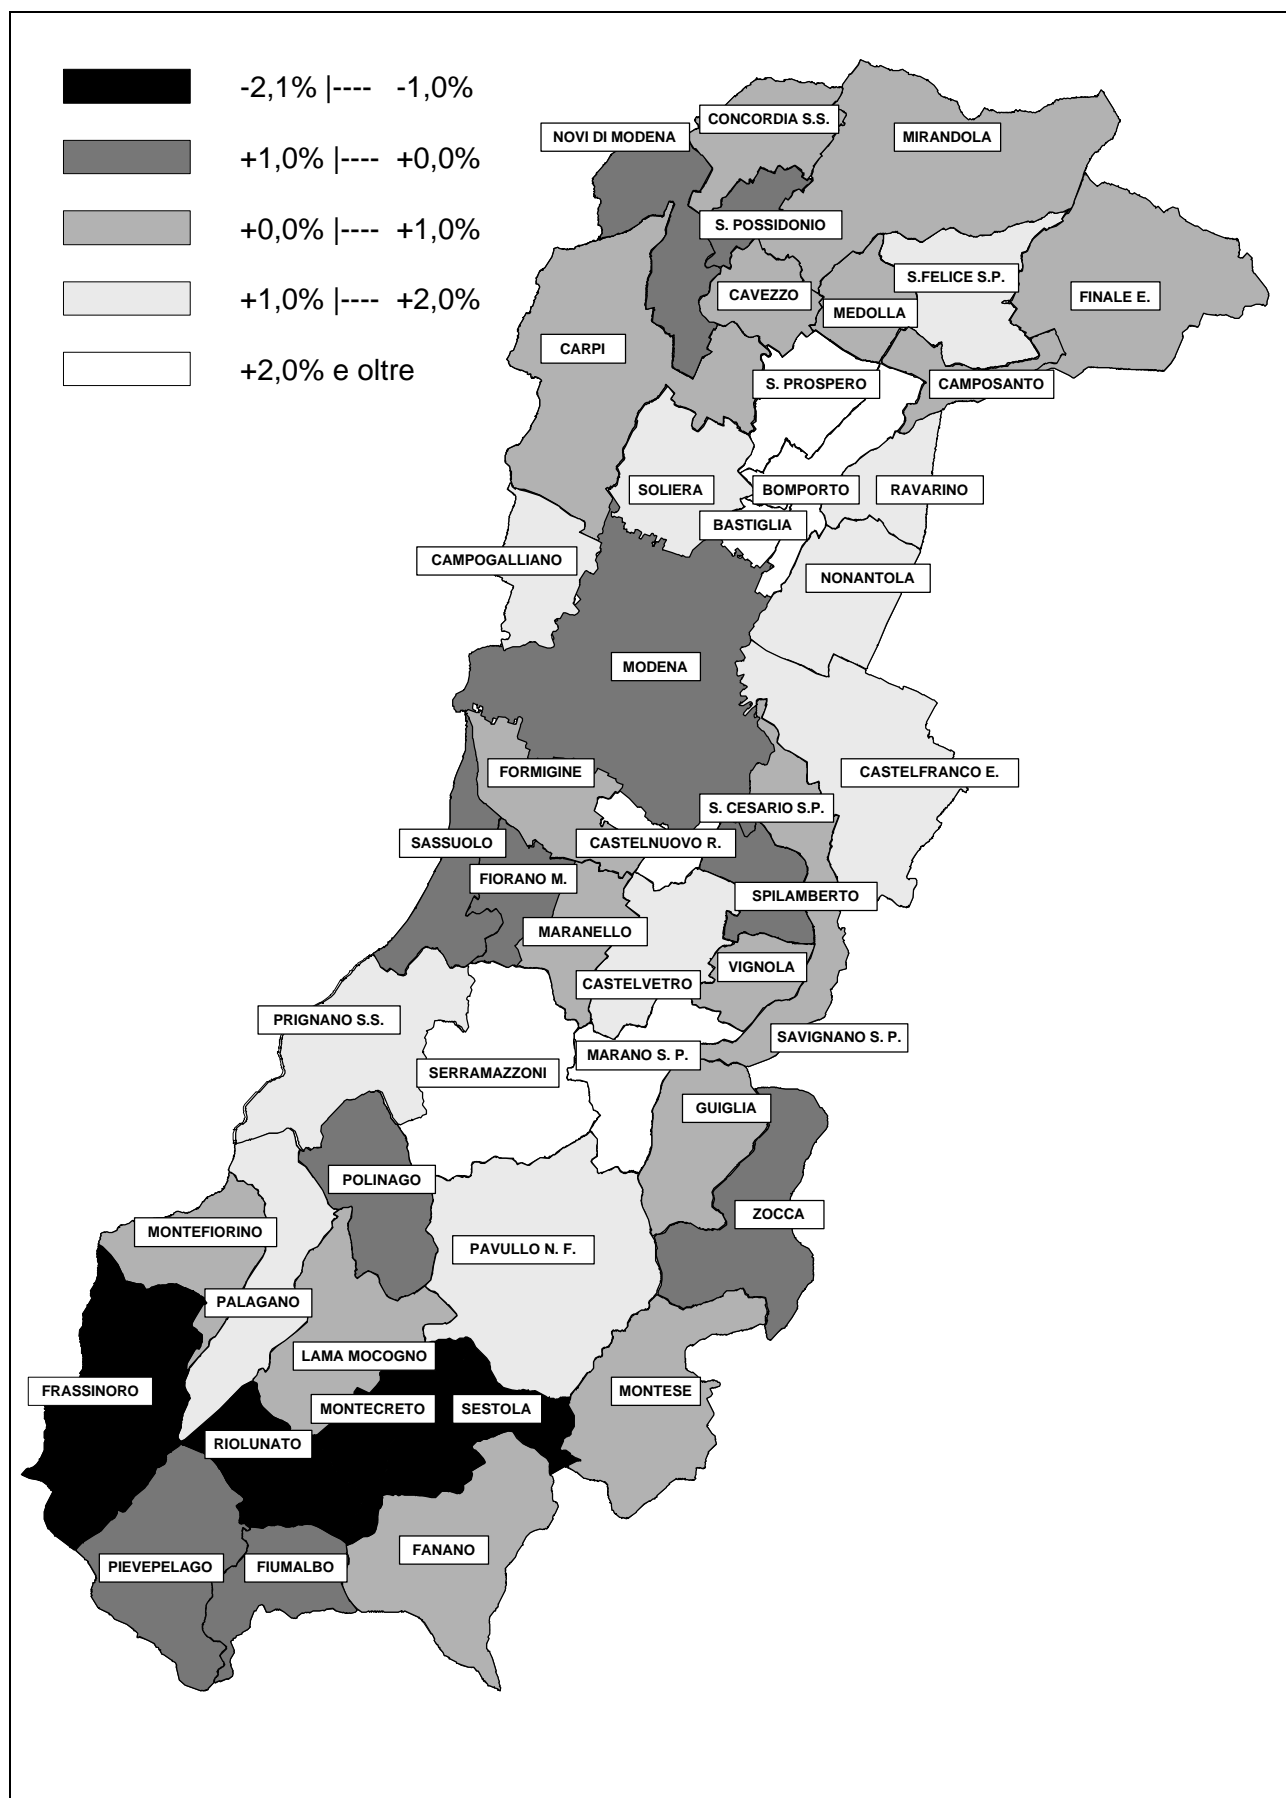 -2,1% |---- -1,0%
+1,0% |---- +0,0%
+0,0% |---- +1,0%
+1,0% |---- +2,0%
+2,0% e oltre
CONCORDIA S.S.
NOVI DI MODENA
MIRANDOLA
S. POSSIDONIO
S.FELICE S.P.
CAVEZZO
FINALE E.
MEDOLLA
CARPI
S. PROSPERO
CAMPOSANTO
SOLIERA
BOMPORTO
RAVARINO
BASTIGLIA
CAMPOGALLIANO
NONANTOLA
MODENA
FORMIGINE
CASTELFRANCO E.
S. CESARIO S.P.
SASSUOLO
CASTELNUOVO R.
FIORANO M.
SPILAMBERTO
MARANELLO
VIGNOLA
CASTELVETRO
PRIGNANO S.S.
SAVIGNANO S. P.
MARANO S. P.
SERRAMAZZONI
GUIGLIA
POLINAGO
ZOCCA
MONTEFIORINO
PAVULLO N. F.
PALAGANO
LAMA MOCOGNO
FRASSINORO
MONTESE
MONTECRETO
SESTOLA
RIOLUNATO
FANANO
PIEVEPELAGO
FIUMALBO